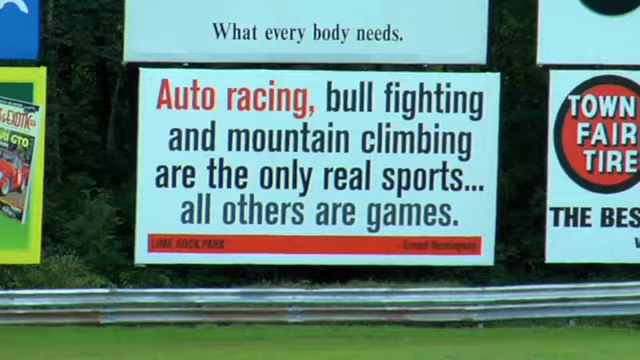 What every body needs.
Auto racing, bull fighting
and mountain climbing
are the only real sports...
all others are games.
LIME ROCK PARK
- Ernest Hemingway
TOWN
FAIR
TIRE
THE BES